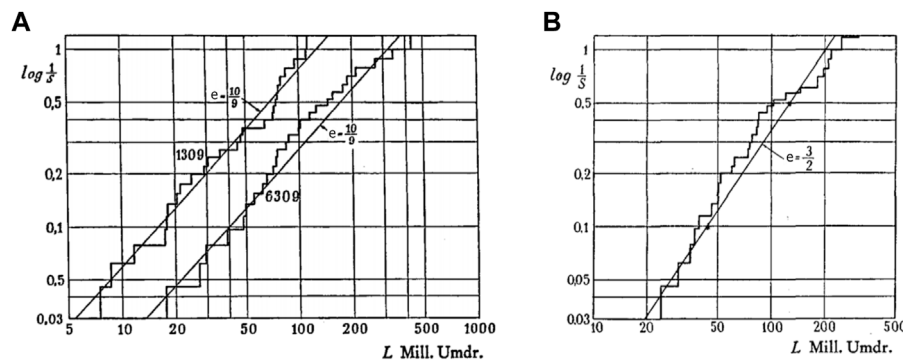 A
1
log 1/S
0,5
0,2
0,1
0,05
0,03
e=10/9
1309
e=10/9
6309
5 10 20 50 100 200 500 1000
L Mill. Umdr.
B
1
log 1/S
0,5
0,2
0,1
0,05
0,03
e=3/2
10 20 50 100 200 500
L Mill. Umdr.